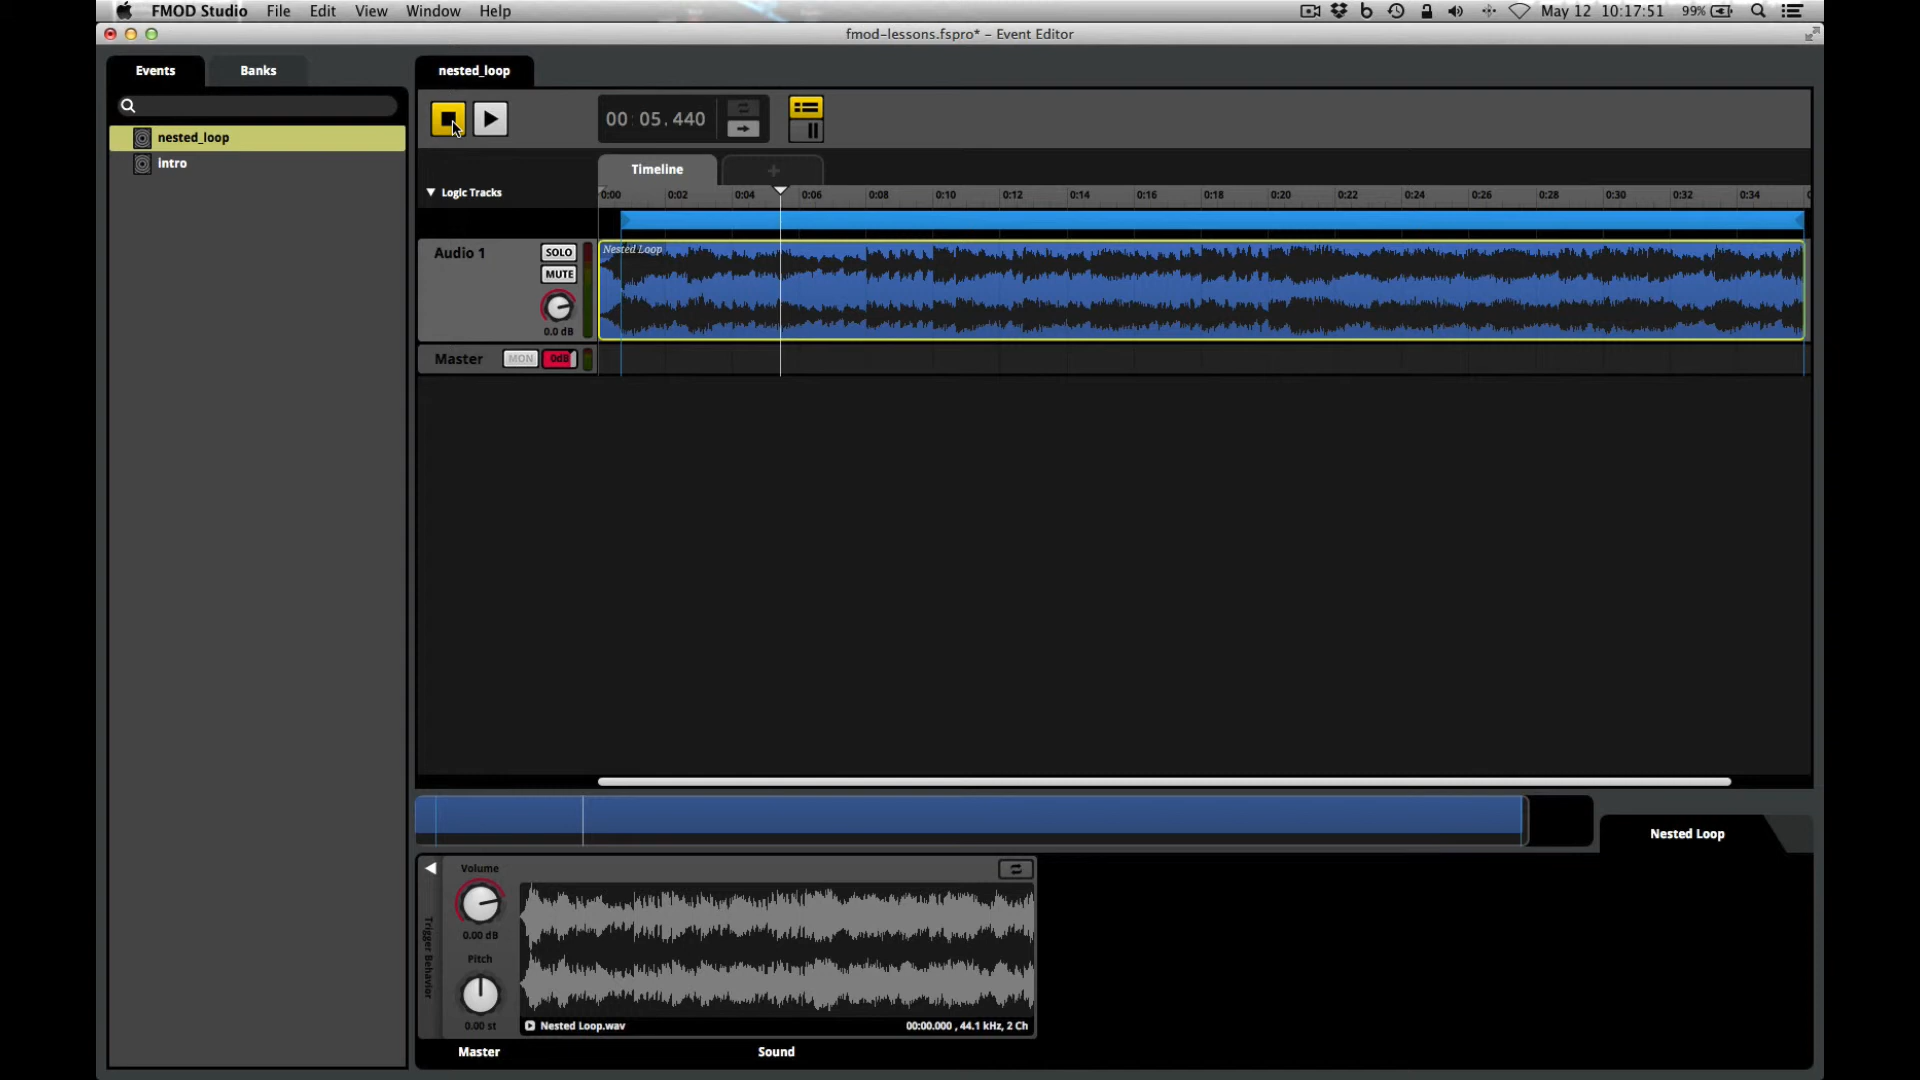 FMOD Studio File Edit View Window Help May 12 10:17:51 99%
fmod-lessons.fspro* – Event Editor
Events Banks nested_loop
nested_loop
intro
00:05.440
Timeline +
Logic Tracks
0:00 0:02 0:04 0:06 0:08 0:10 0:12 0:14 0:16 0:18 0:20 0:22 0:24 0:26 0:28 0:30 0:32 0:34
Audio 1 SOLO Nested Loop
MUTE
0.0 dB
Master MON 0dB
Nested Loop
Volume
0.00 dB
Trigger Behavior
Pitch
0.00 st
Nested Loop.wav 00:00.000 , 44.1 kHz, 2 Ch
Master Sound